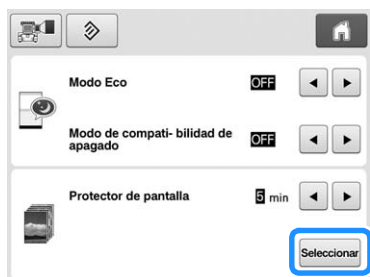 Modo Eco OFF
Modo de compati- bilidad de
apagado OFF
Protector de pantalla 5 min
Seleccionar